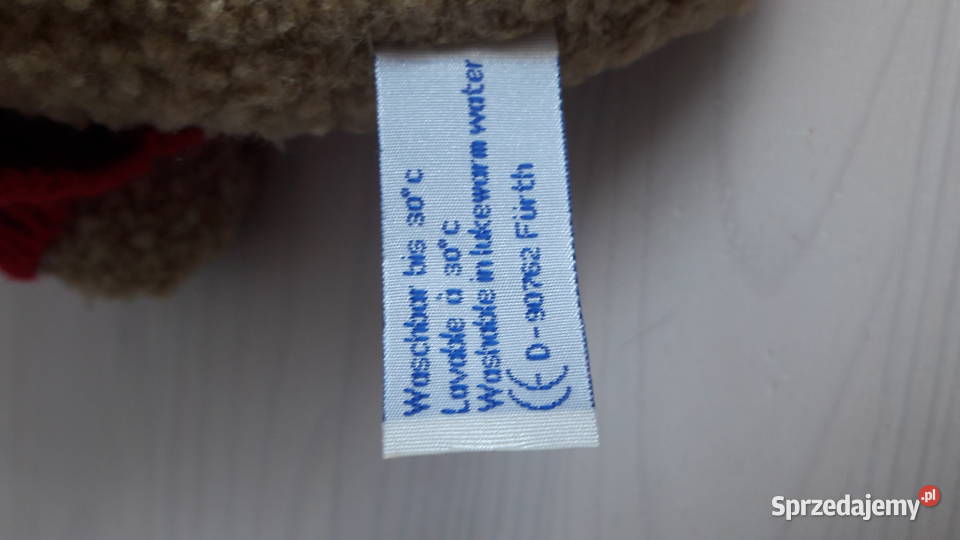 Waschbar bis 30°C
Lavable à 30°C
Washable in lukewarm water
CE D-90762 Fürth
Sprzedajemy.pl